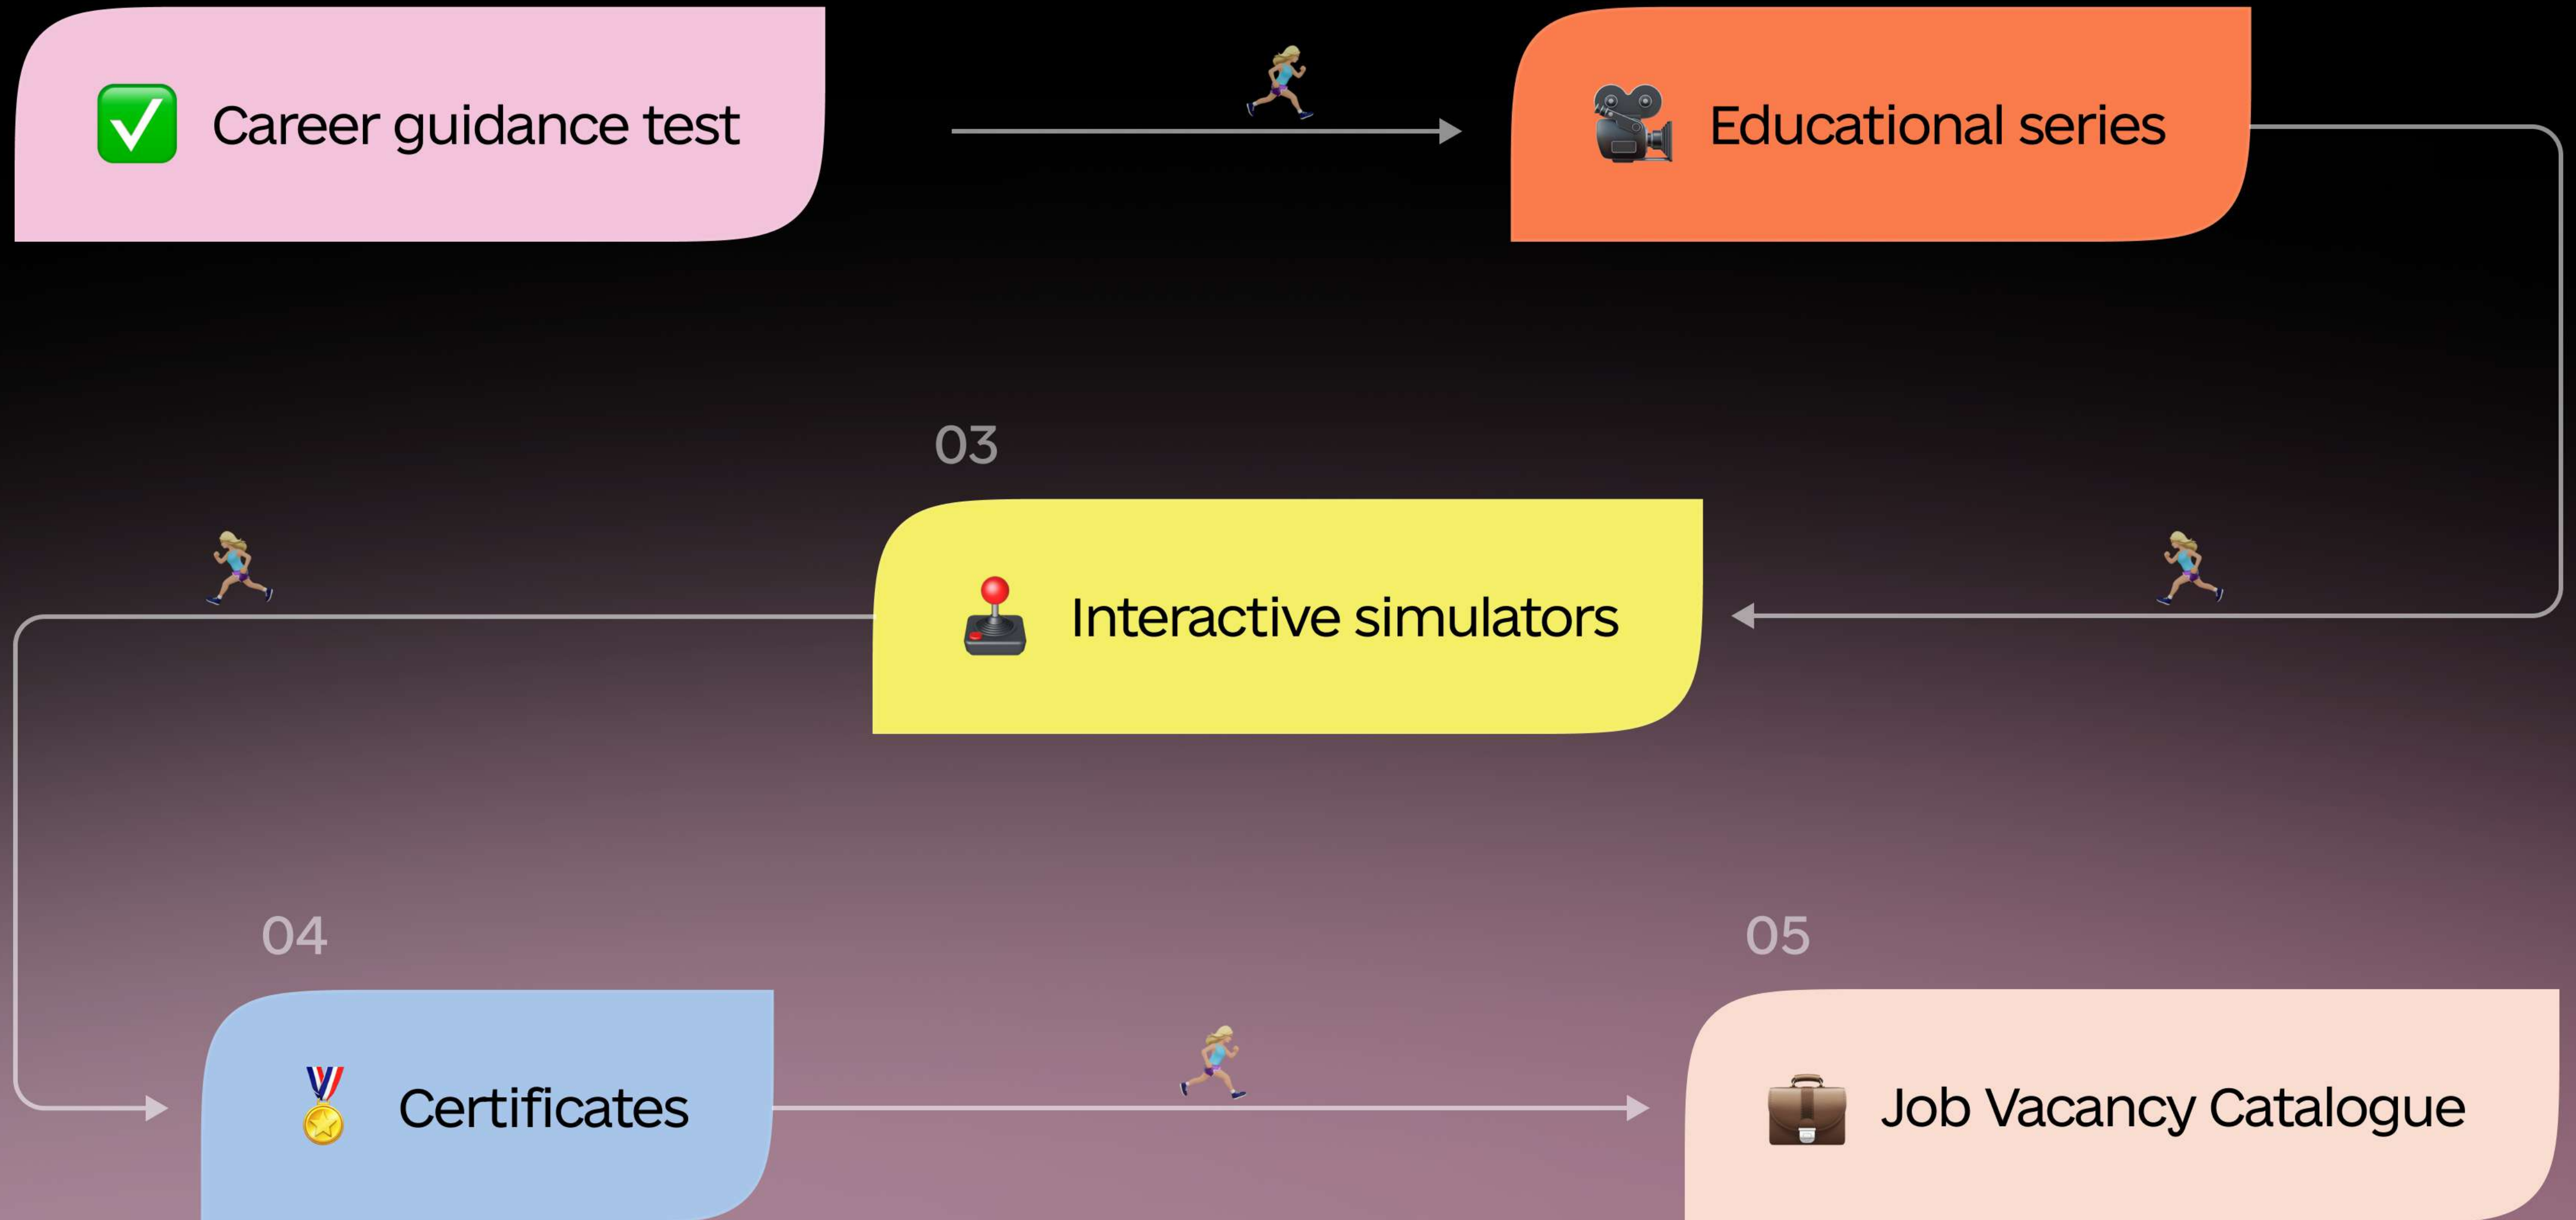 Career guidance test
Educational series
03
Interactive simulators
04
Certificates
05
Job Vacancy Catalogue